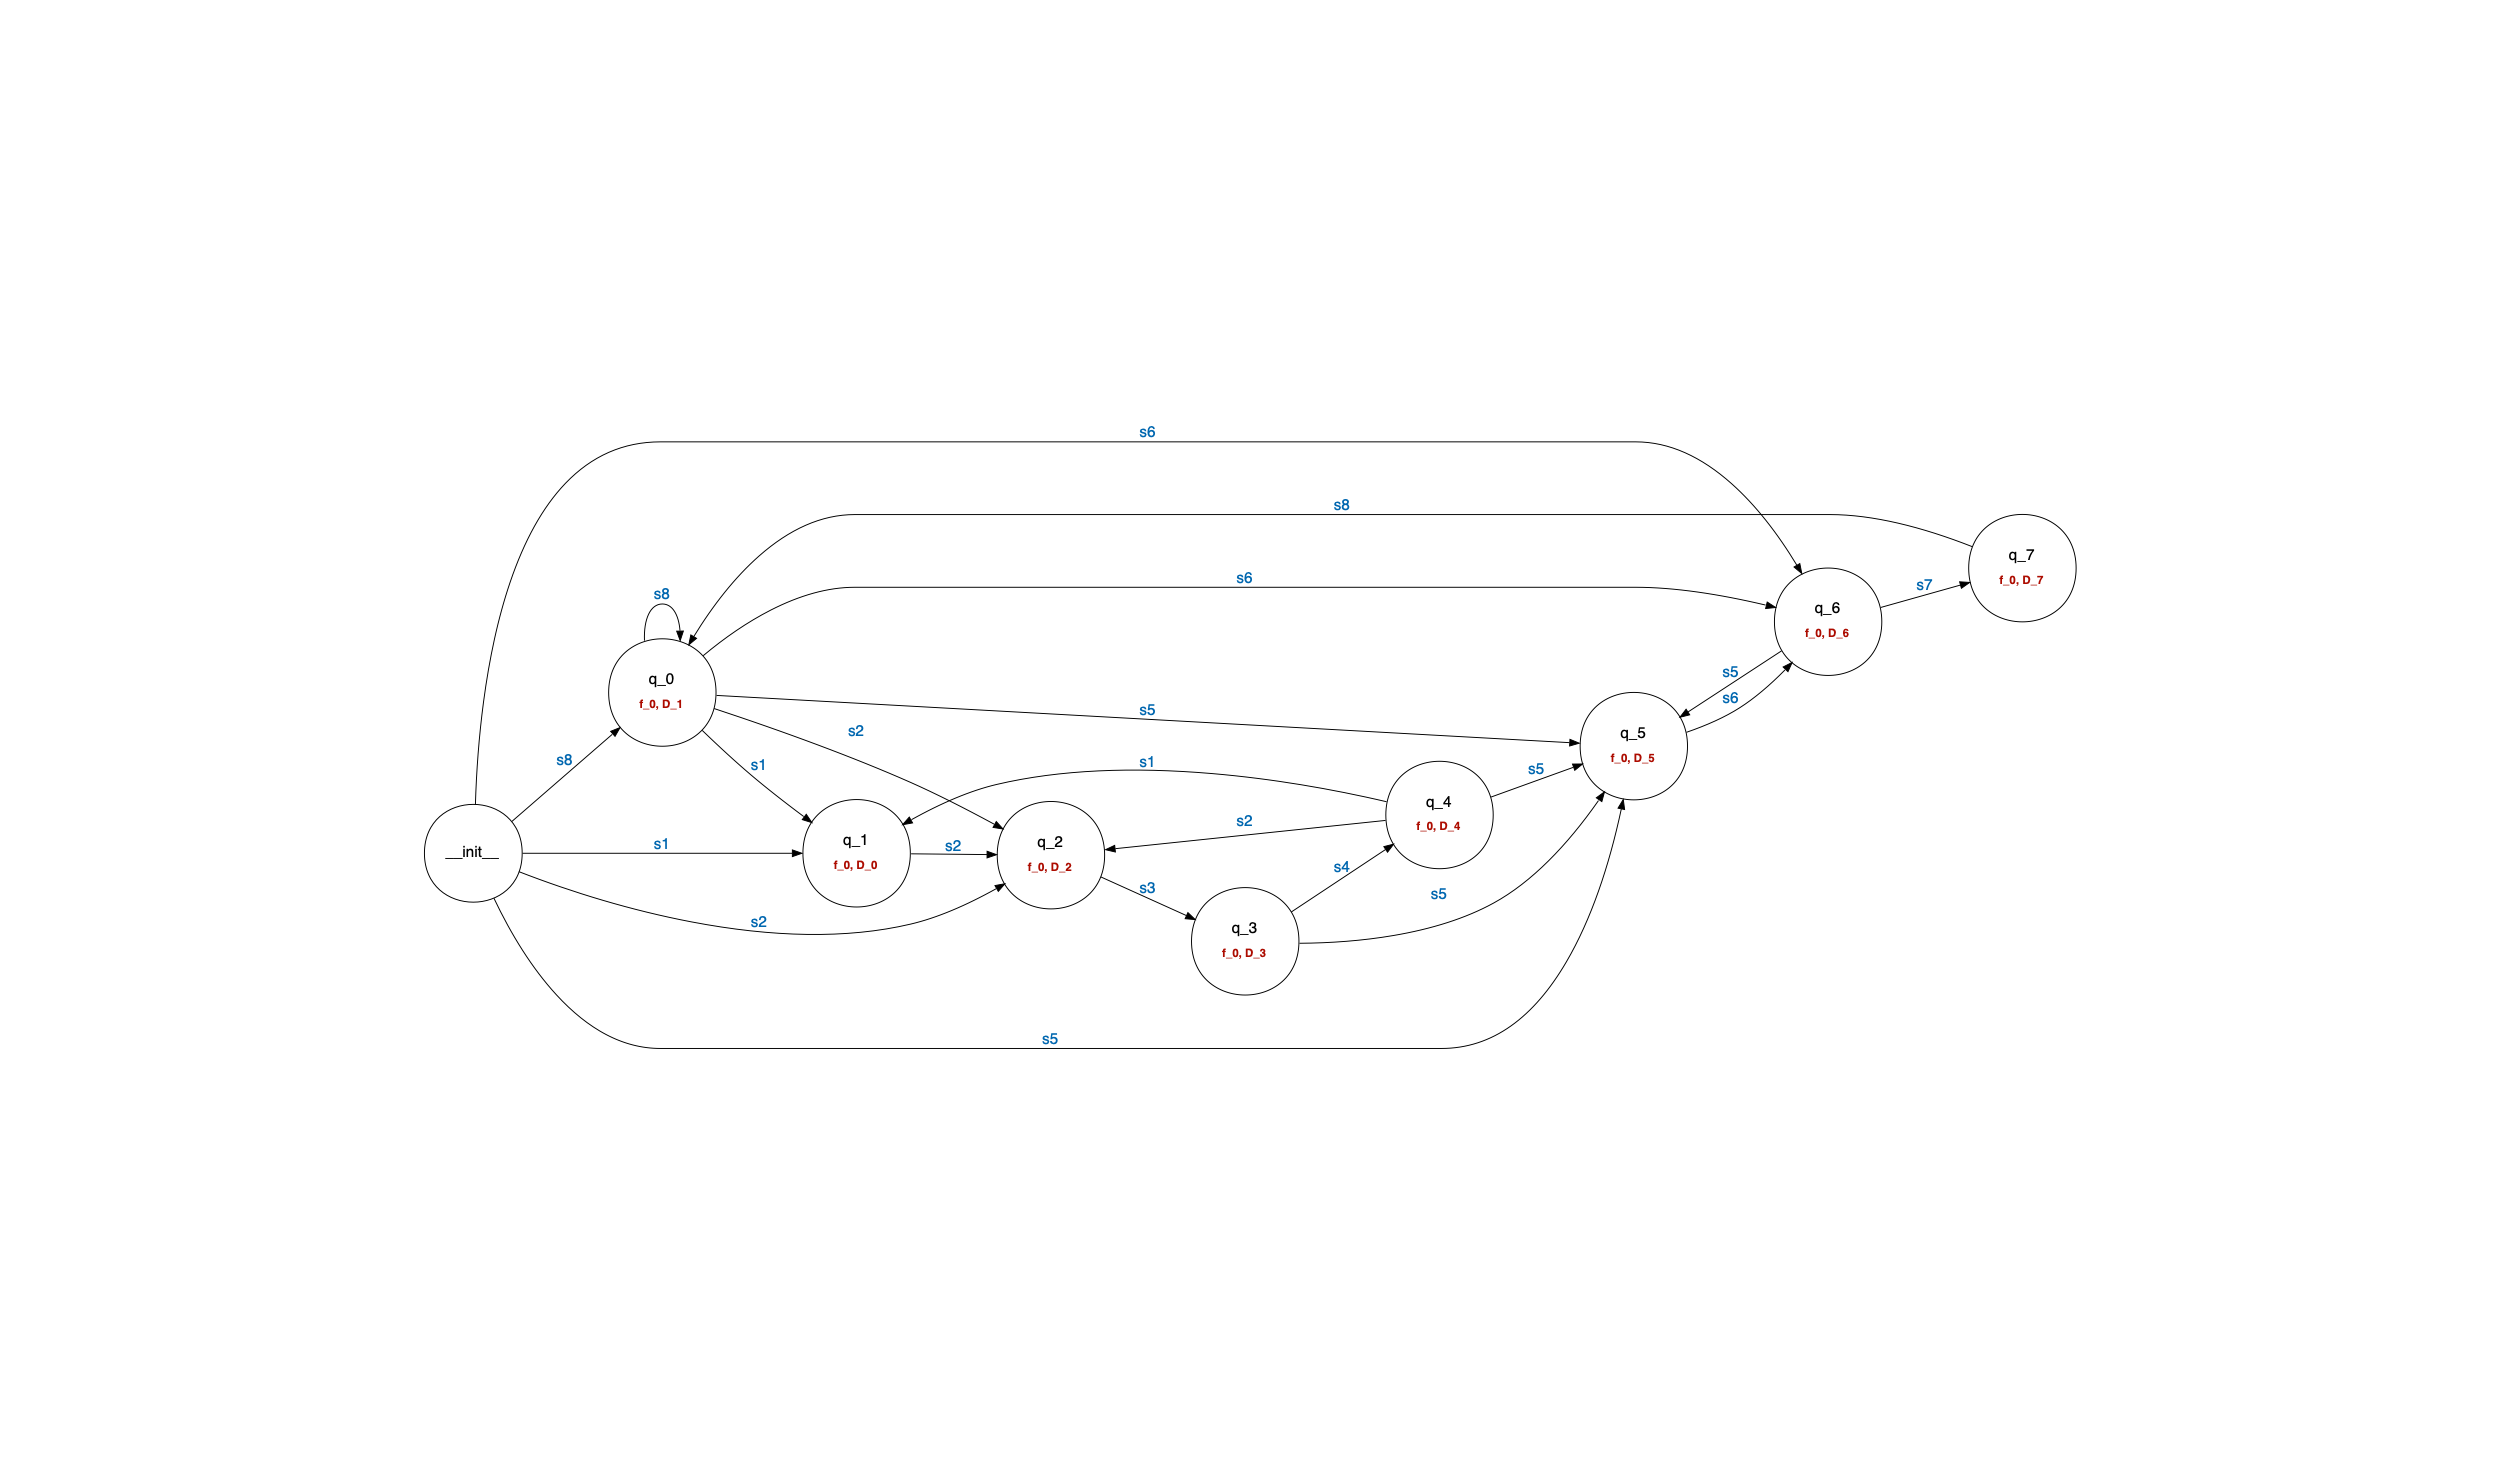 s6
s8
q_7
f_0, D_7
s6
s7
s8
q_6
f_0, D_6
s5
s6
q_0
f_0, D_1
s5
s2
q_5
f_0, D_5
s8
s1
s1
s5
q_4
f_0, D_4
s2
__init__
s1
q_1
f_0, D_0
s2
q_2
f_0, D_2
s4
s3
s5
s2
q_3
f_0, D_3
s5